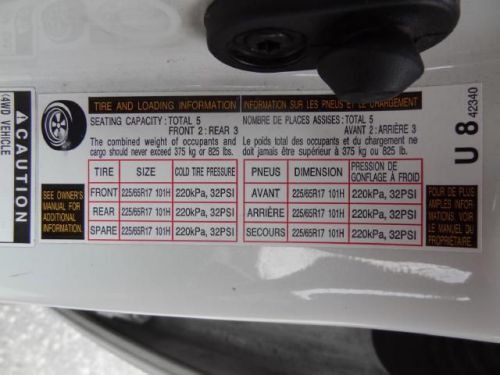 (4WD VEHICLE
CAUTION
TIRE AND LOADING INFORMATION
SEATING CAPACITY: TOTAL 5
FRONT 2: REAR 3
The combined weight of occupants and
cargo should never exceed 375 kg or 825 lbs.
SEE OWNER'S
MANUAL FOR
ADDITIONAL
INFORMATION.
TIRE SIZE COLD TIRE PRESSURE
FRONT 225/65R17 101H 220kPa, 32PSI
REAR 225/65R17 101H 220kPa, 32PSI
SPARE 225/65R17 101H 220kPa, 32PSI
INFORMATION SUR LES PNEUS ET LE CHARGEMENT
NOMBRE DE PLACES ASSISES: TOTAL 5
AVANT 2: ARRIÈRE 3
Le poids total des occupants et du chargement ne
doit jamais être supérieur à 375 kg or 825 lb.
PNEUS DIMENSION PRESSION DE
GONFLAGE À FROID
AVANT 225/65R17 101H 220kPa, 32PSI
ARRIÈRE 225/65R17 101H 220kPa, 32PSI
SECOURS 225/65R17 101H 220kPa, 32PSI
POUR DE PLUS
AMPLES INFOR-
MATIONS VOIR
LE MANUEL DU
PROPRIÉTAIRE.
U 8 42340